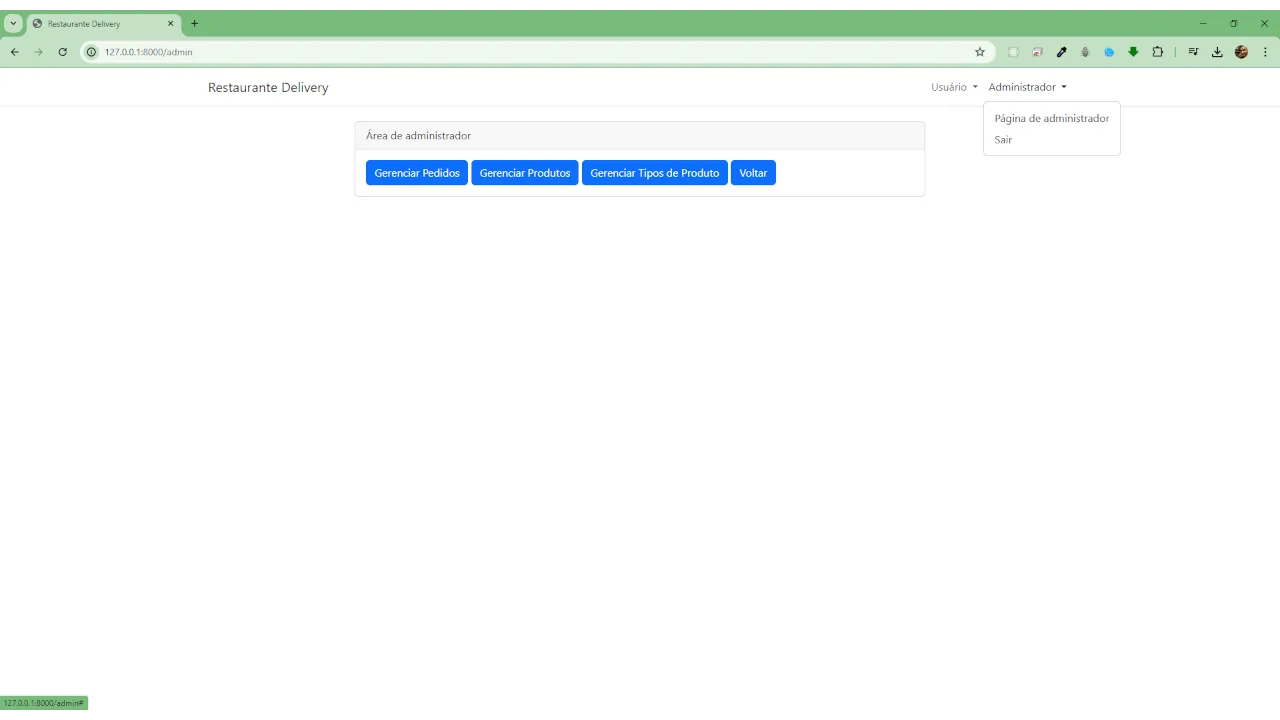 Restaurante Delivery
127.0.0.1:8000/admin
Restaurante Delivery
Usuário
Administrador
Página de administrador
Sair
Área de administrador
Gerenciar Pedidos
Gerenciar Produtos
Gerenciar Tipos de Produto
Voltar
127.0.0.1:8000/admin#